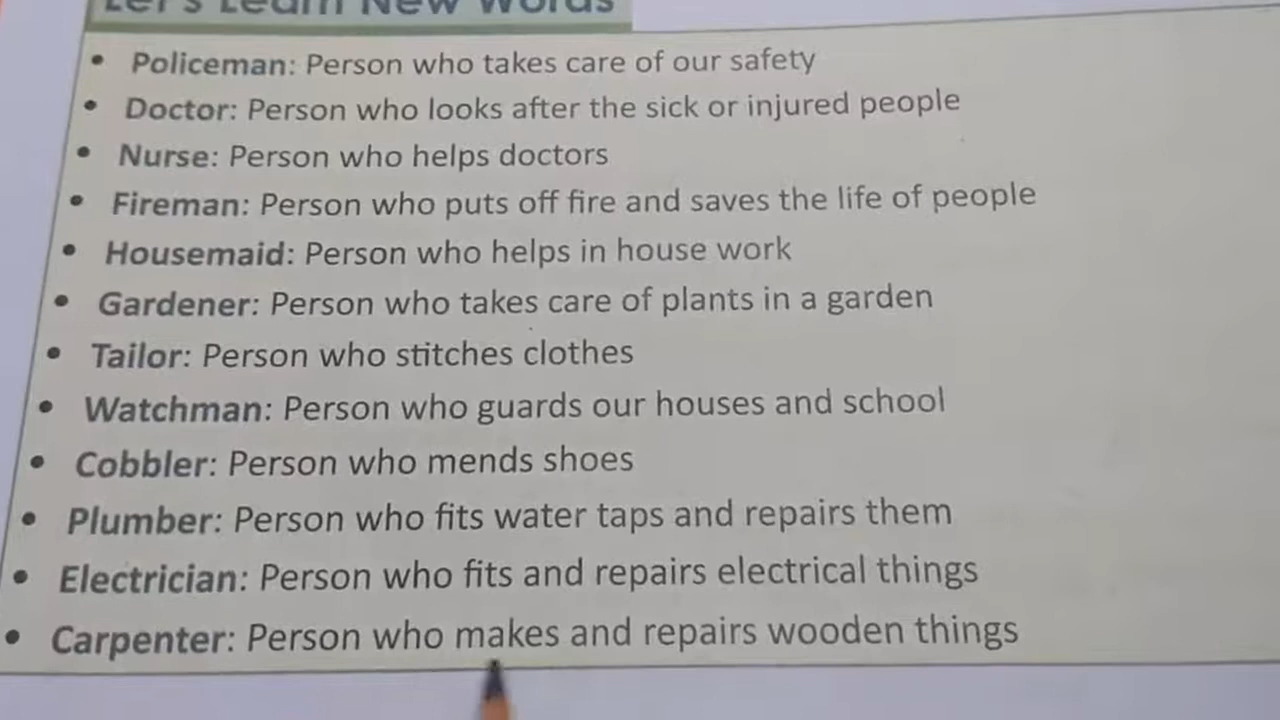 Let's Learn New Words
• Policeman: Person who takes care of our safety
• Doctor: Person who looks after the sick or injured people
• Nurse: Person who helps doctors
• Fireman: Person who puts off fire and saves the life of people
• Housemaid: Person who helps in house work
• Gardener: Person who takes care of plants in a garden
• Tailor: Person who stitches clothes
• Watchman: Person who guards our houses and school
• Cobbler: Person who mends shoes
• Plumber: Person who fits water taps and repairs them
• Electrician: Person who fits and repairs electrical things
• Carpenter: Person who makes and repairs wooden things